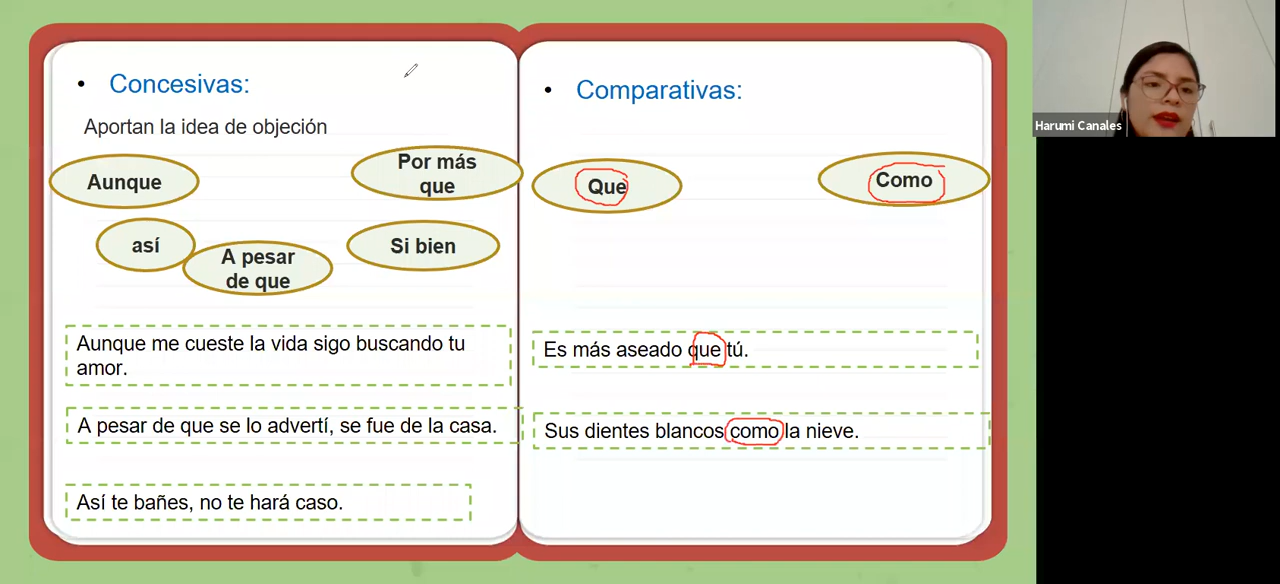 • Concesivas:
Aportan la idea de objeción
Aunque
Por más
que
así
A pesar
de que
Si bien
Aunque me cueste la vida sigo buscando tu
amor.
A pesar de que se lo advertí, se fue de la casa.
Así te bañes, no te hará caso.
• Comparativas:
Que
Como
Es más aseado que tú.
Sus dientes blancos como la nieve.
Harumi Canales